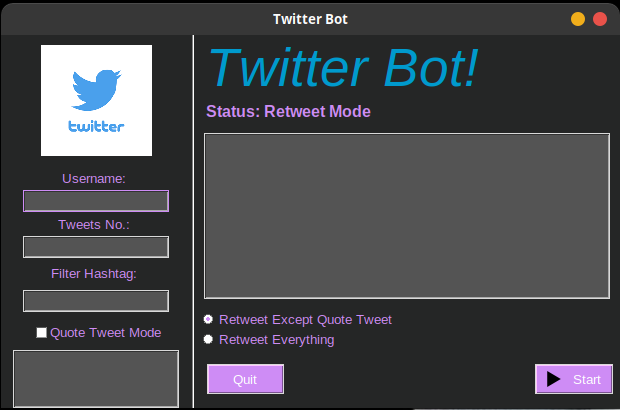 Twitter Bot
twitter
Username:
Tweets No.:
Filter Hashtag:
Quote Tweet Mode
Twitter Bot!
Status: Retweet Mode
Retweet Except Quote Tweet
Retweet Everything
Quit
Start